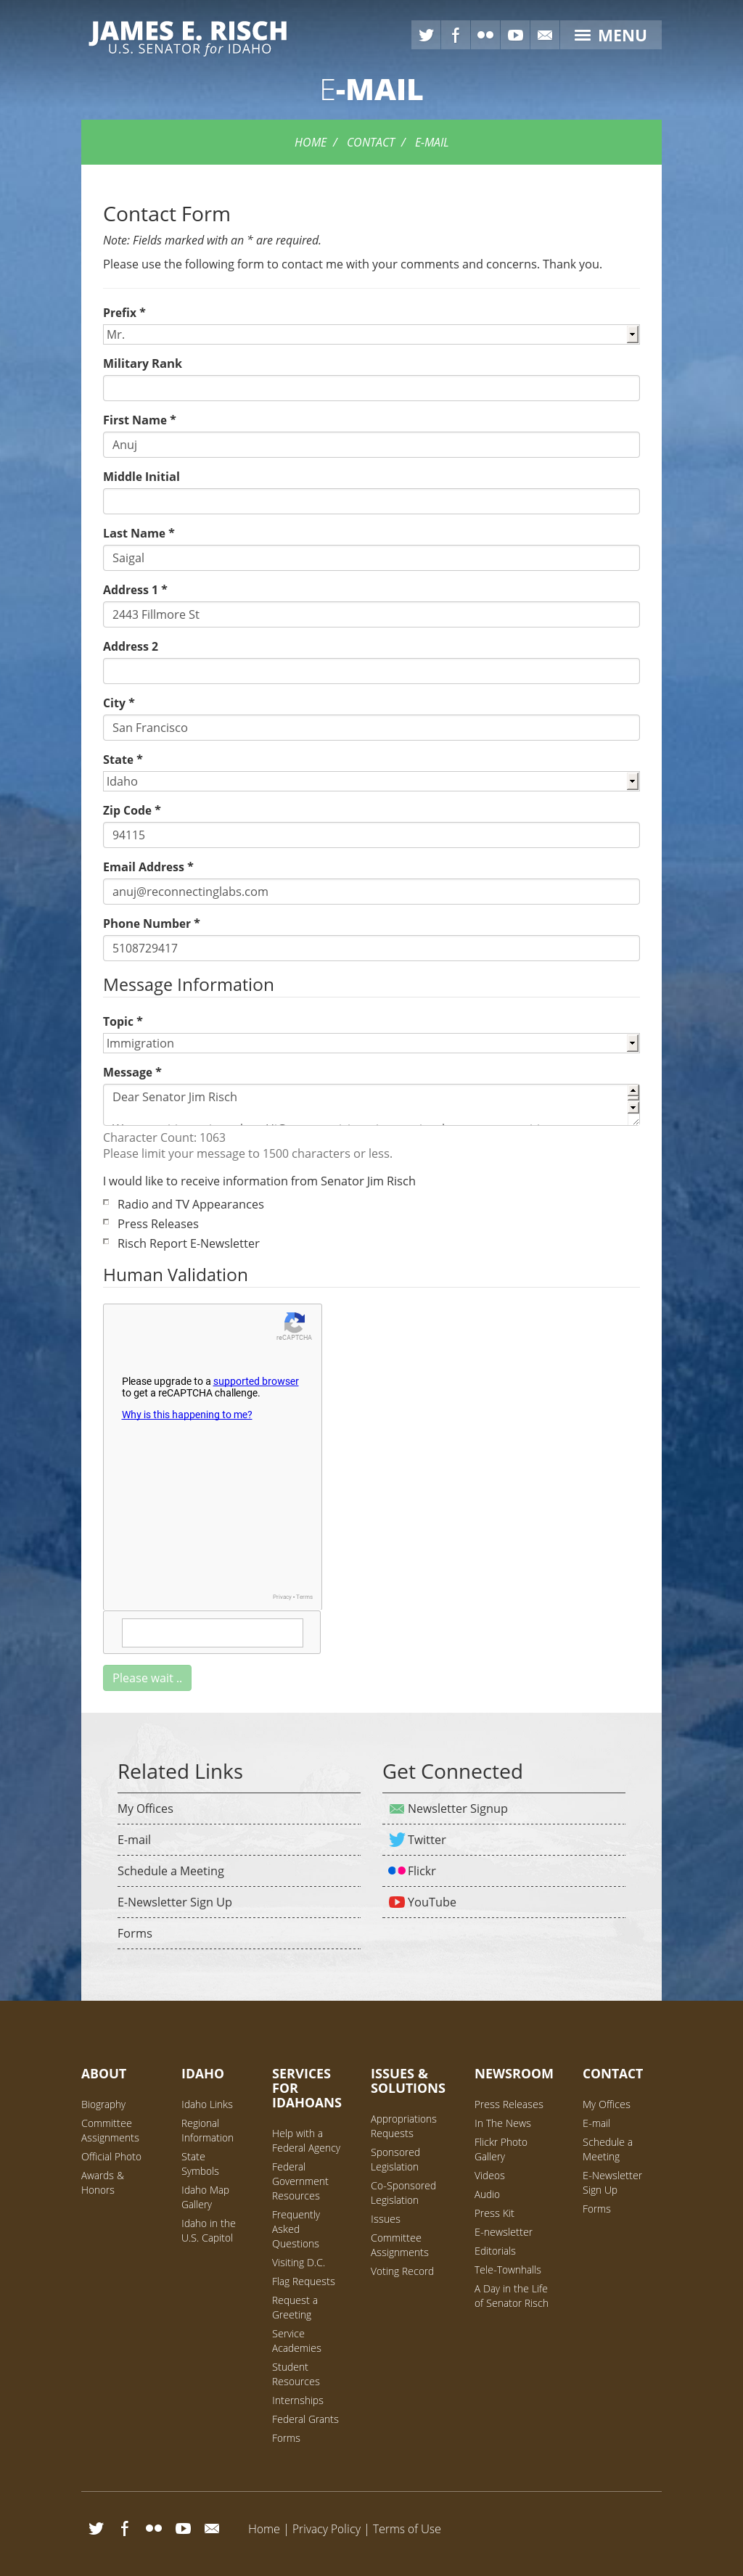 JAMES E. RISCH
U.S. SENATOR for IDAHO
MENU
E-MAIL
HOME / CONTACT / E-MAIL
Contact Form
Note: Fields marked with an * are required.
Please use the following form to contact me with your comments and concerns. Thank you.
Prefix *
Mr.
Military Rank
First Name *
Anuj
Middle Initial
Last Name *
Saigal
Address 1 *
2443 Fillmore St
Address 2
City *
San Francisco
State *
Idaho
Zip Code *
94115
Email Address *
anuj@reconnectinglabs.com
Phone Number *
5108729417
Message Information
Topic *
Immigration
Message *
Dear Senator Jim Risch
Character Count: 1063
Please limit your message to 1500 characters or less.
I would like to receive information from Senator Jim Risch
Radio and TV Appearances
Press Releases
Risch Report E-Newsletter
Human Validation
reCAPTCHA
Please upgrade to a supported browser
to get a reCAPTCHA challenge.
Why is this happening to me?
Privacy • Terms
Please wait ..
Related Links
My Offices
E-mail
Schedule a Meeting
E-Newsletter Sign Up
Forms
Get Connected
Newsletter Signup
Twitter
Flickr
YouTube
ABOUT
Biography
Committee
Assignments
Official Photo
Awards &
Honors
IDAHO
Idaho Links
Regional
Information
State
Symbols
Idaho Map
Gallery
Idaho in the
U.S. Capitol
SERVICES
FOR
IDAHOANS
Help with a
Federal Agency
Federal
Government
Resources
Frequently
Asked
Questions
Visiting D.C.
Flag Requests
Request a
Greeting
Service
Academies
Student
Resources
Internships
Federal Grants
Forms
ISSUES &
SOLUTIONS
Appropriations
Requests
Sponsored
Legislation
Co-Sponsored
Legislation
Issues
Committee
Assignments
Voting Record
NEWSROOM
Press Releases
In The News
Flickr Photo
Gallery
Videos
Audio
Press Kit
E-newsletter
Editorials
Tele-Townhalls
A Day in the Life
of Senator Risch
CONTACT
My Offices
E-mail
Schedule a
Meeting
E-Newsletter
Sign Up
Forms
Home | Privacy Policy | Terms of Use